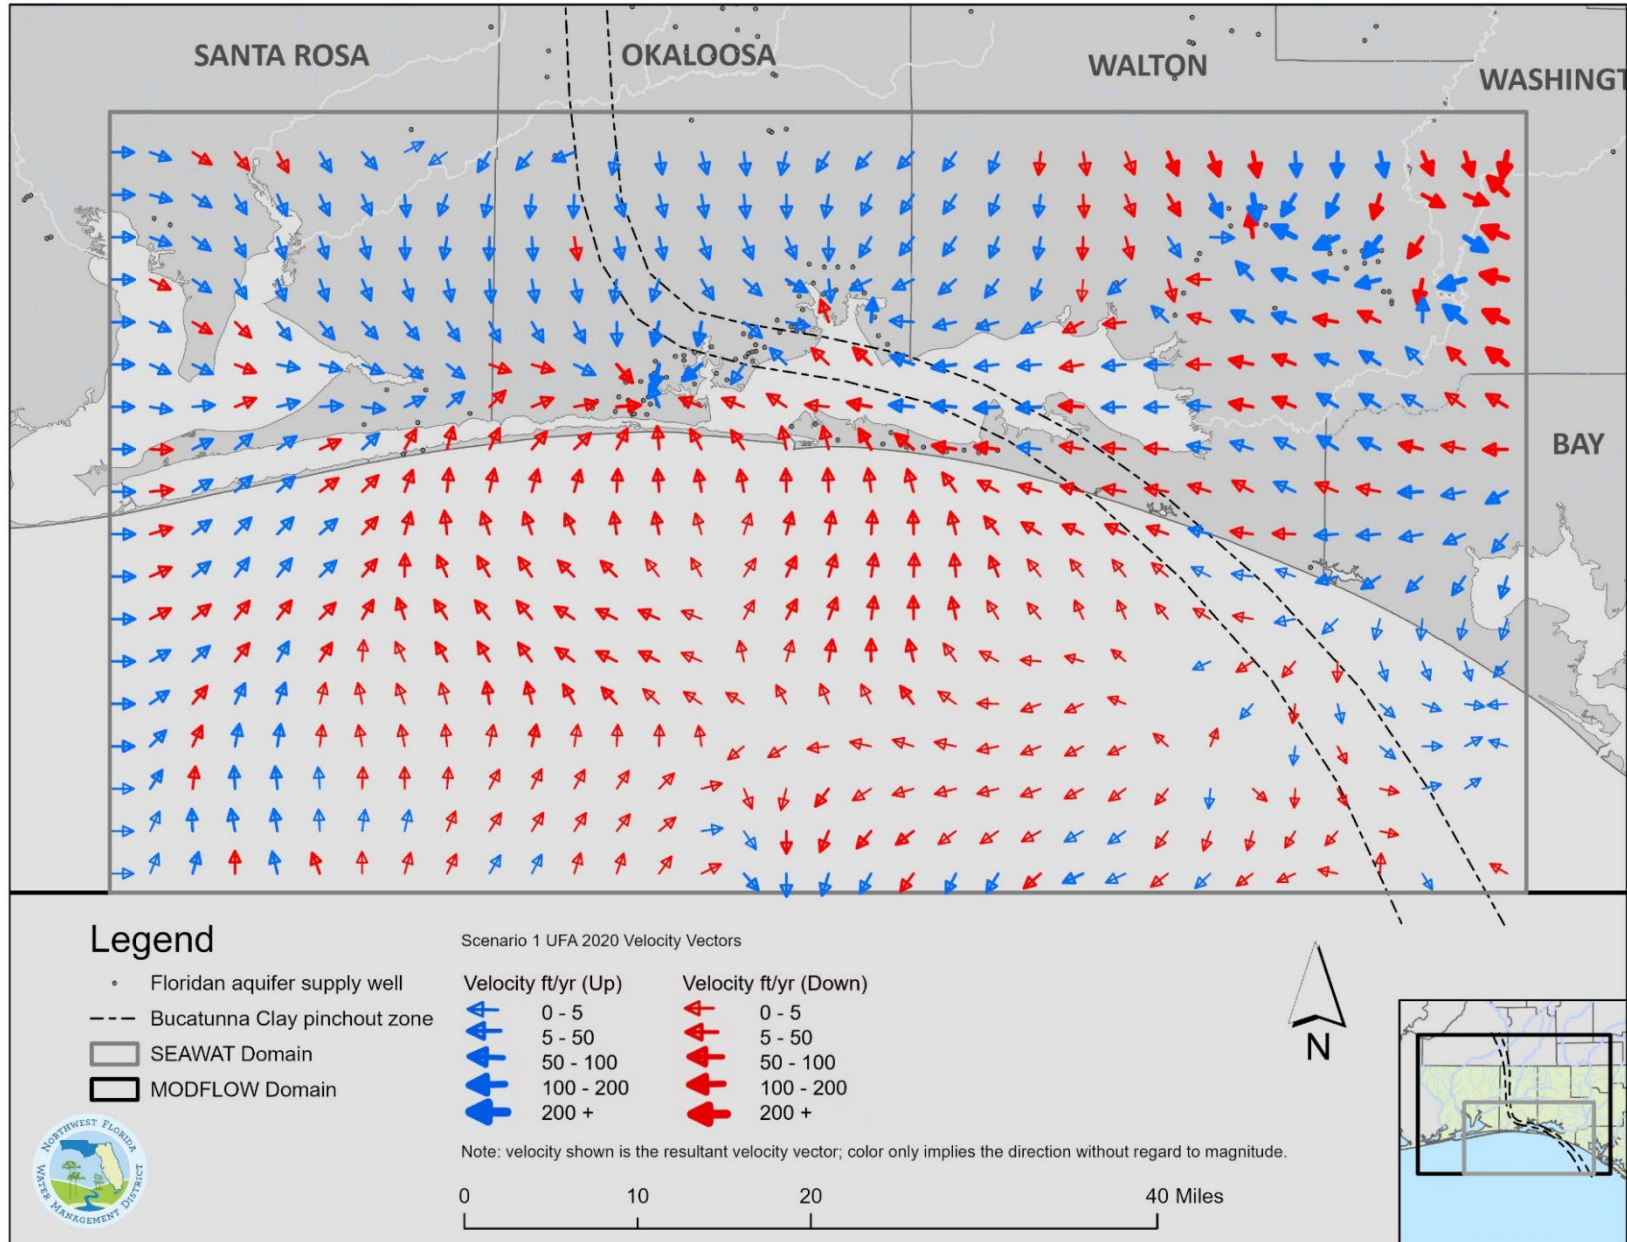 SANTA ROSA
OKALOOSA
WALTON
WASHINGT
BAY
Legend
Floridan aquifer supply well
Bucatunna Clay pinchout zone
SEAWAT Domain
MODFLOW Domain
Scenario 1 UFA 2020 Velocity Vectors
Velocity ft/yr (Up)
0 - 5
5 - 50
50 - 100
100 - 200
200 +
Velocity ft/yr (Down)
0 - 5
5 - 50
50 - 100
100 - 200
200 +
Note: velocity shown is the resultant velocity vector; color only implies the direction without regard to magnitude.
0 10 20 40 Miles
N
NORTHWEST FLORIDA
WATER MANAGEMENT DISTRICT